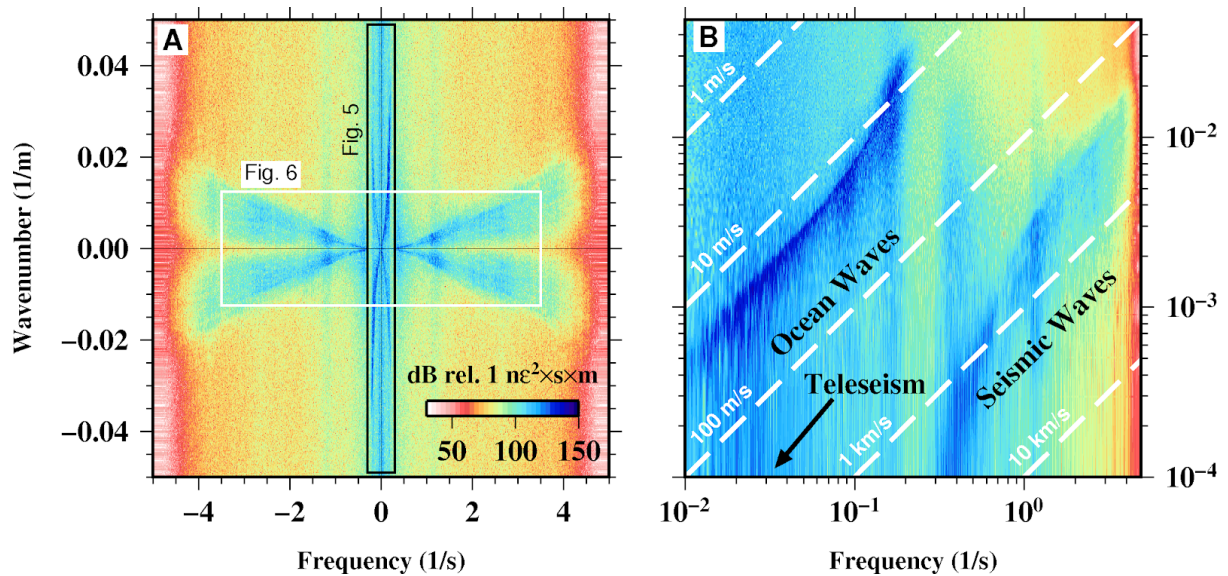 A
B
Fig. 5
Fig. 6
Wavenumber (1/m)
0.04
0.02
0.00
−0.02
−0.04
dB rel. 1 nε²×s×m
50 100 150
−4 −2 0 2 4
Frequency (1/s)
1 m/s
10 m/s
100 m/s
1 km/s
10 km/s
Ocean Waves
Seismic Waves
Teleseism
10⁻²
10⁻³
10⁻⁴
10⁻² 10⁻¹ 10⁰
Frequency (1/s)